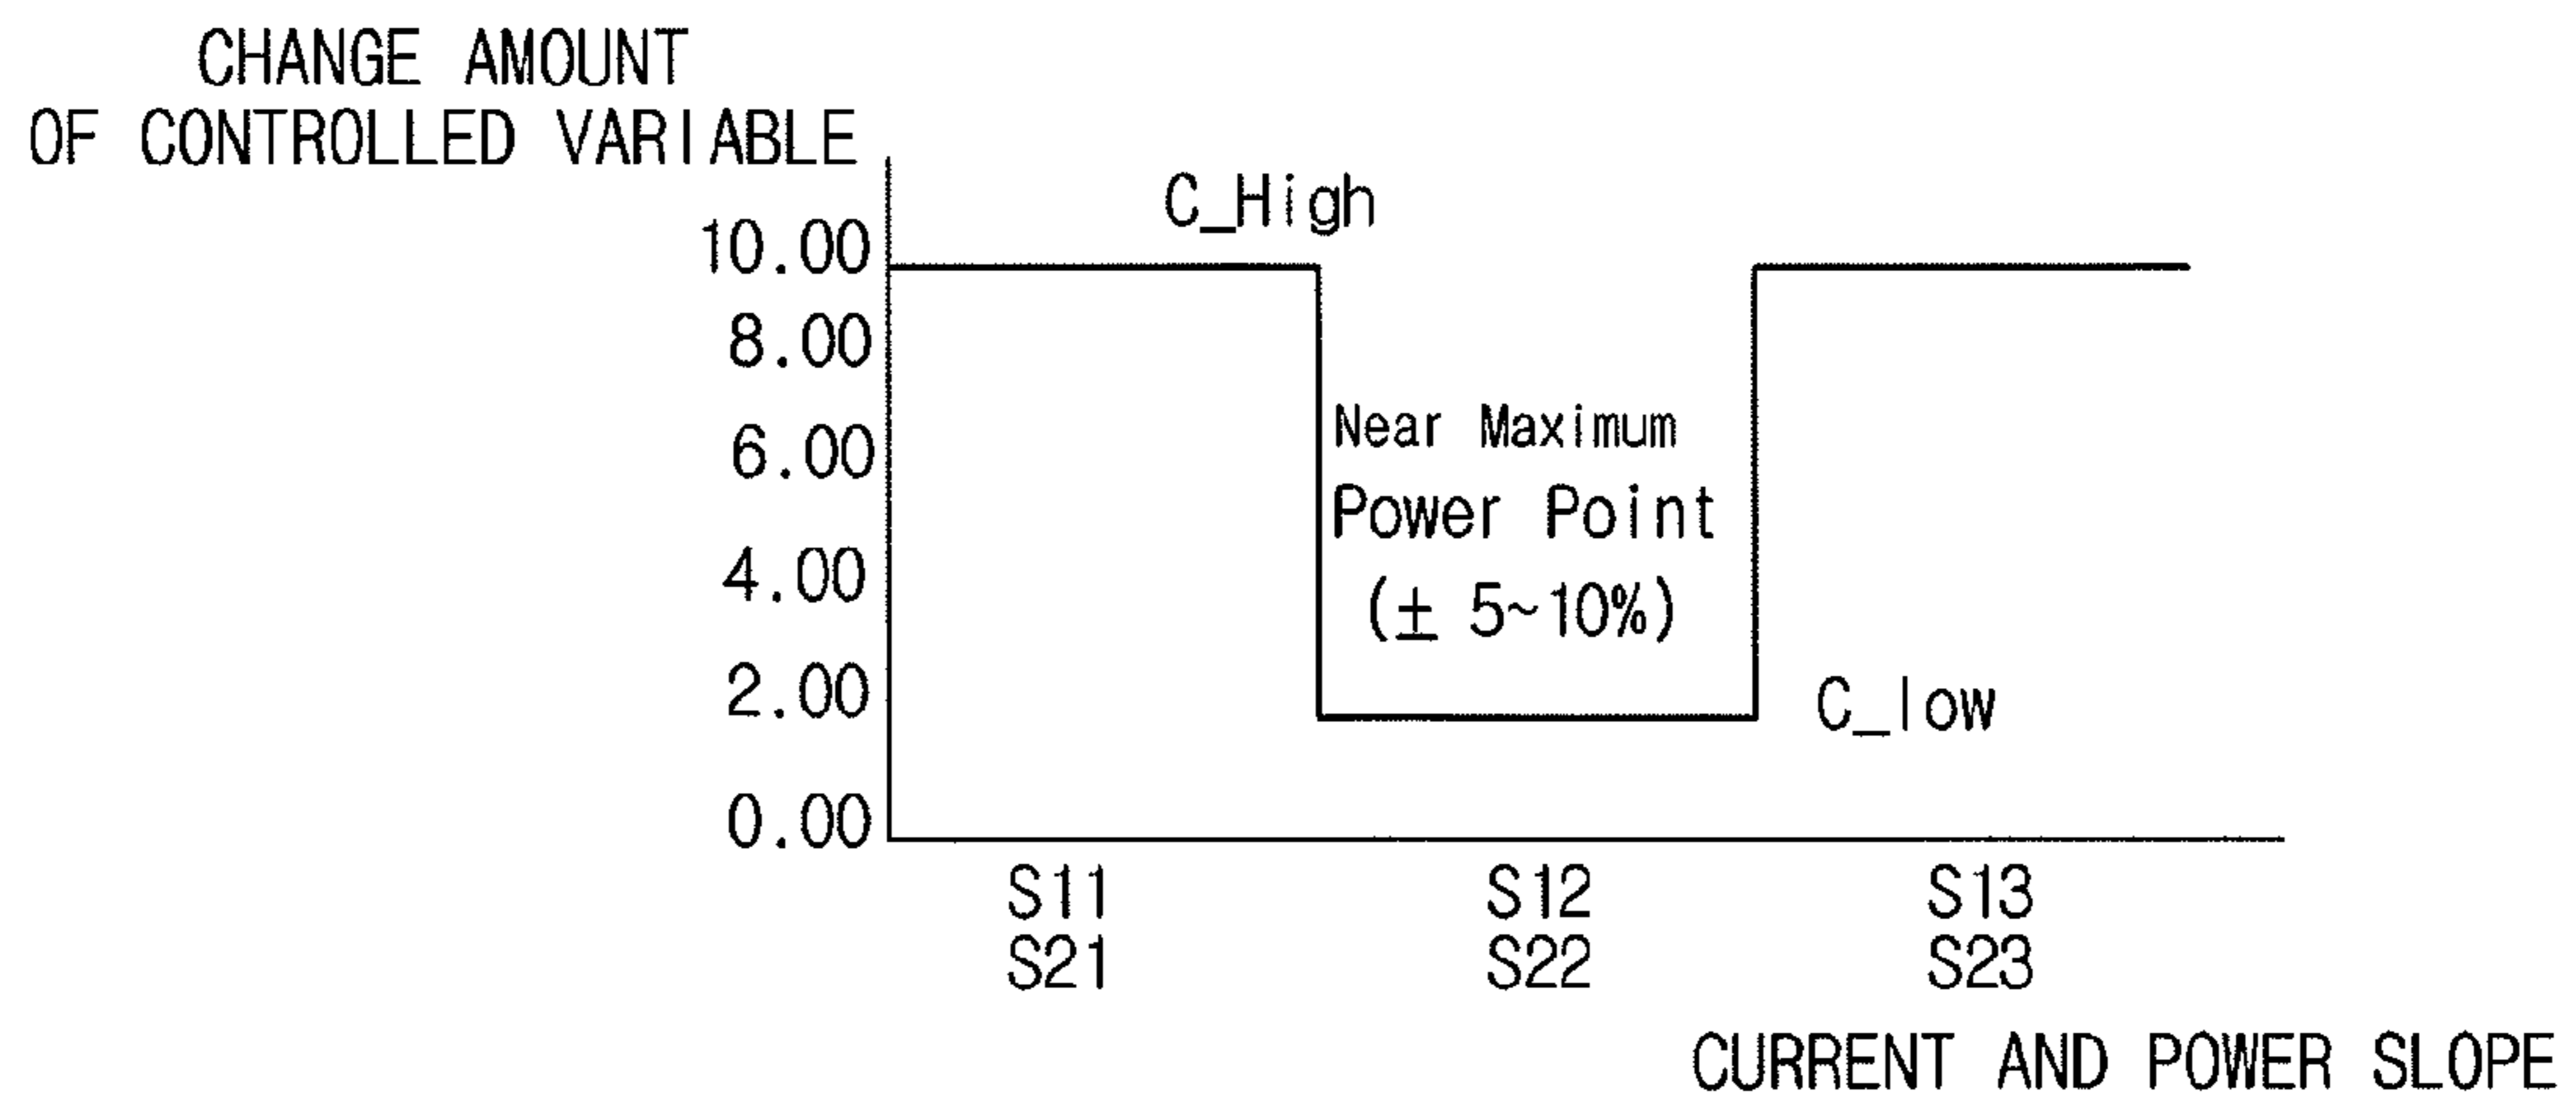 CHANGE AMOUNT
OF CONTROLLED VARIABLE
C_High
10.00
8.00
6.00
4.00
2.00
0.00
Near Maximum
Power Point
(± 5~10%)
C_low
S11 S12 S13
S21 S22 S23
CURRENT AND POWER SLOPE